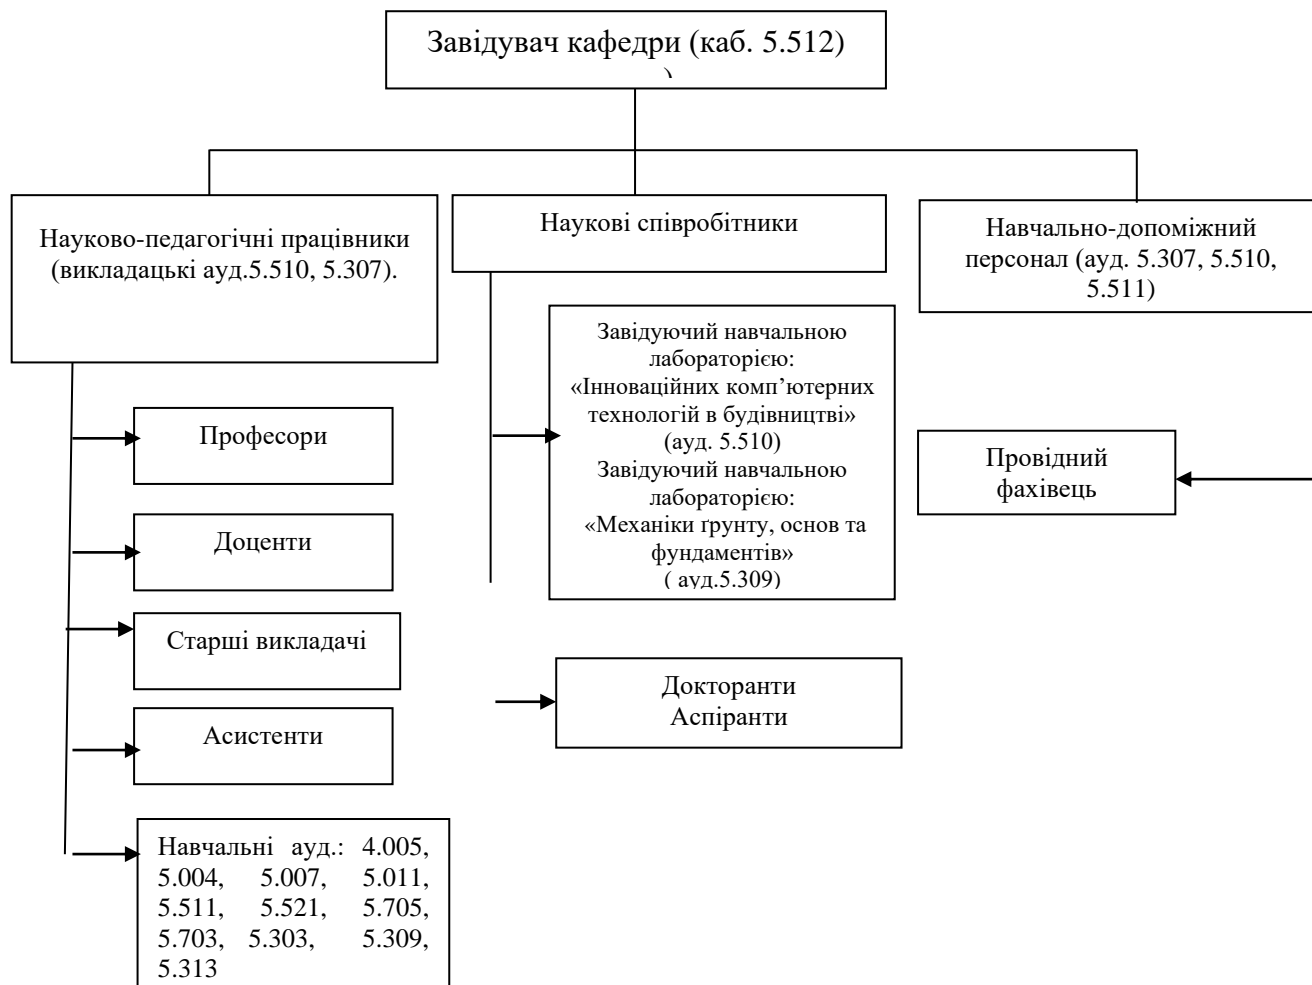 Завідувач кафедри (каб. 5.512)
)
Науково-педагогічні працівники
(викладацькі ауд.5.510, 5.307).
Наукові співробітники
Навчально-допоміжний
персонал (ауд. 5.307, 5.510,
5.511)
Професори
Доценти
Старші викладачі
Асистенти
Навчальні ауд.: 4.005,
5.004, 5.007, 5.011,
5.511, 5.521, 5.705,
5.703, 5.303, 5.309,
5.313
Завідуючий навчальною
лабораторією:
«Інноваційних комп’ютерних
технологій в будівництві»
(ауд. 5.510)
Завідуючий навчальною
лабораторією:
«Механіки ґрунту, основ та
фундаментів»
( ауд.5.309)
Докторанти
Аспіранти
Провідний
фахівець